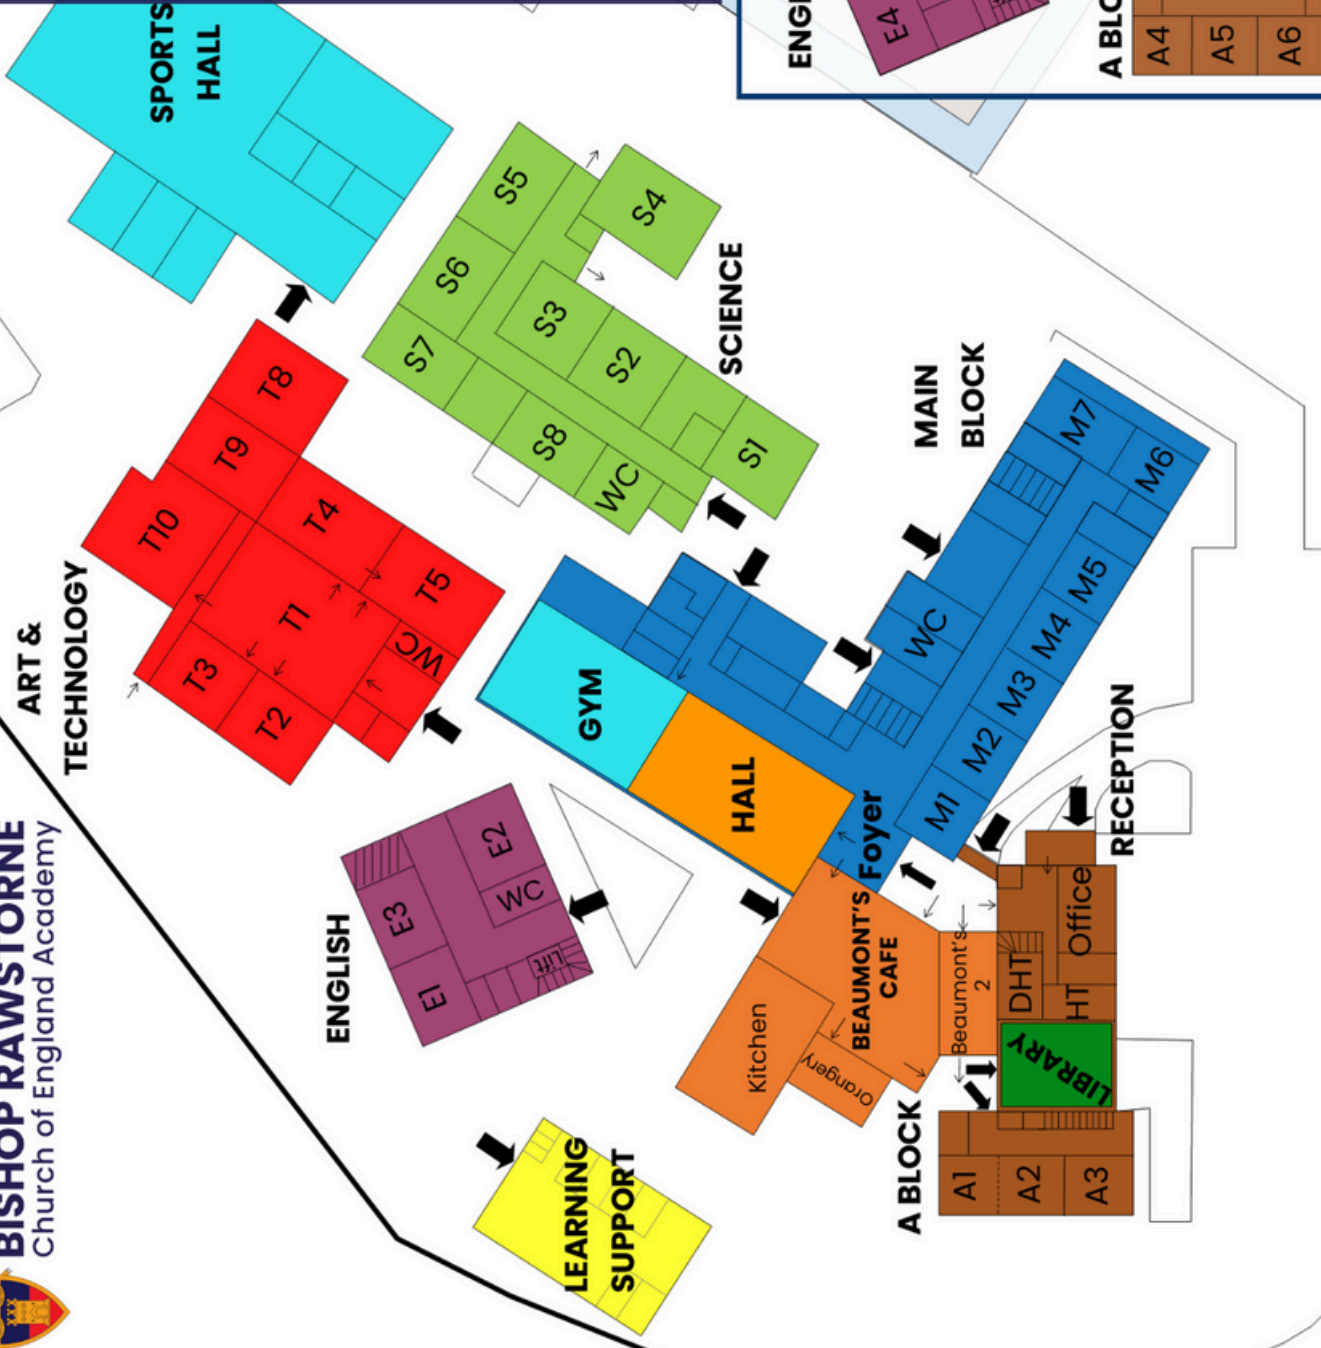 BISHOP RAWSTORNE
Church of England Academy
ART &
TECHNOLOGY
T10
T9
T8
T3
T1
T4
T2
T5
WC
SPORTS
HALL
S5
S4
S6
S3
S7
S2
S8
S1
WC
SCIENCE
ENGLISH
E3
E2
WC
E1
Lift
GYM
HALL
Foyer
MAIN
BLOCK
M7
M6
WC
M5
M4
M3
M2
M1
RECEPTION
Kitchen
BEAUMONT'S
CAFE
Orangery
Beaumont's
2
DHT
Office
HT
LIBRARY
A BLOCK
A1
A2
A3
LEARNING
SUPPORT
ENGL
E4
A BLO
A4
A5
A6